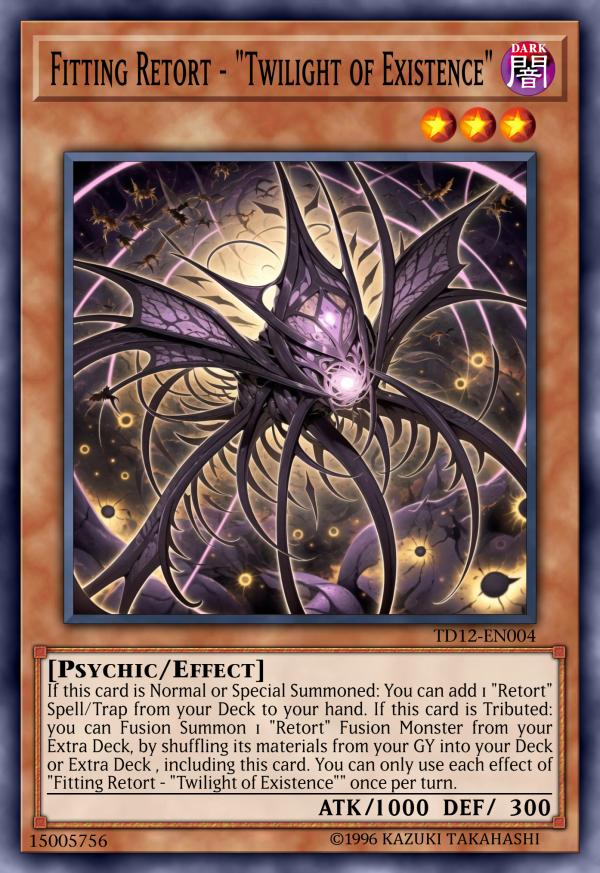 Fitting Retort - "Twilight of Existence"
DARK
闇
TD12-EN004
[Psychic/Effect]
If this card is Normal or Special Summoned: You can add 1 "Retort"
Spell/Trap from your Deck to your hand. If this card is Tributed:
you can Fusion Summon 1 "Retort" Fusion Monster from your
Extra Deck, by shuffling its materials from your GY into your Deck
or Extra Deck , including this card. You can only use each effect of
"Fitting Retort - "Twilight of Existence"" once per turn.
ATK/1000 DEF/ 300
15005756
©1996 KAZUKI TAKAHASHI